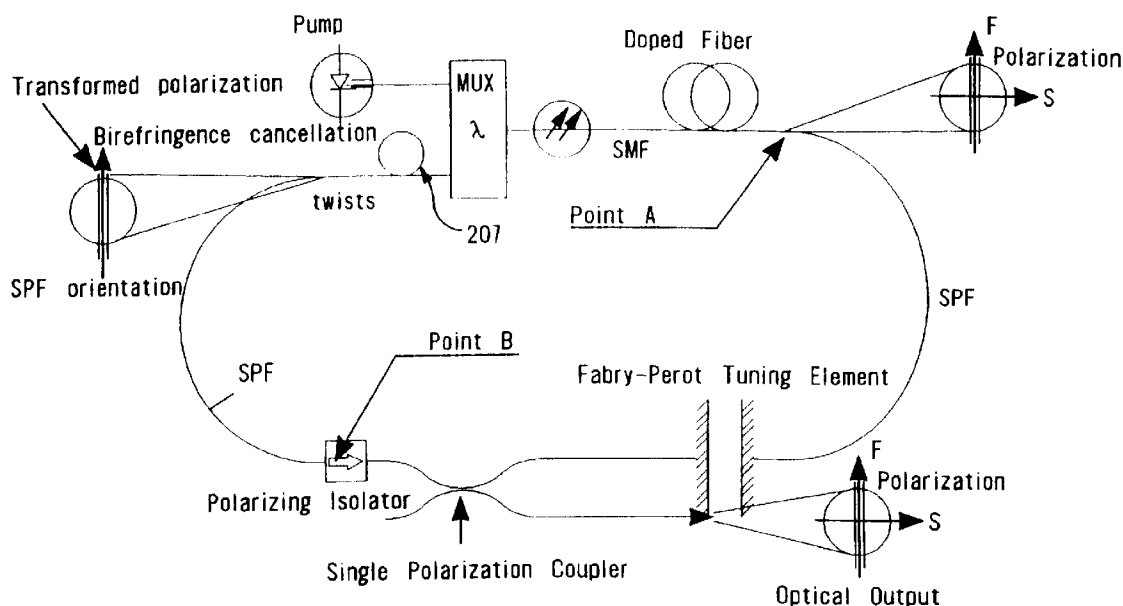 Pump
Doped Fiber
F
Polarization
S
Transformed polarization
MUX
λ
Birefringence cancellation
SMF
twists
207
Point A
SPF orientation
SPF
Point B
SPF
Fabry-Perot Tuning Element
F
Polarization
S
Polarizing Isolator
Single Polarization Coupler
Optical Output